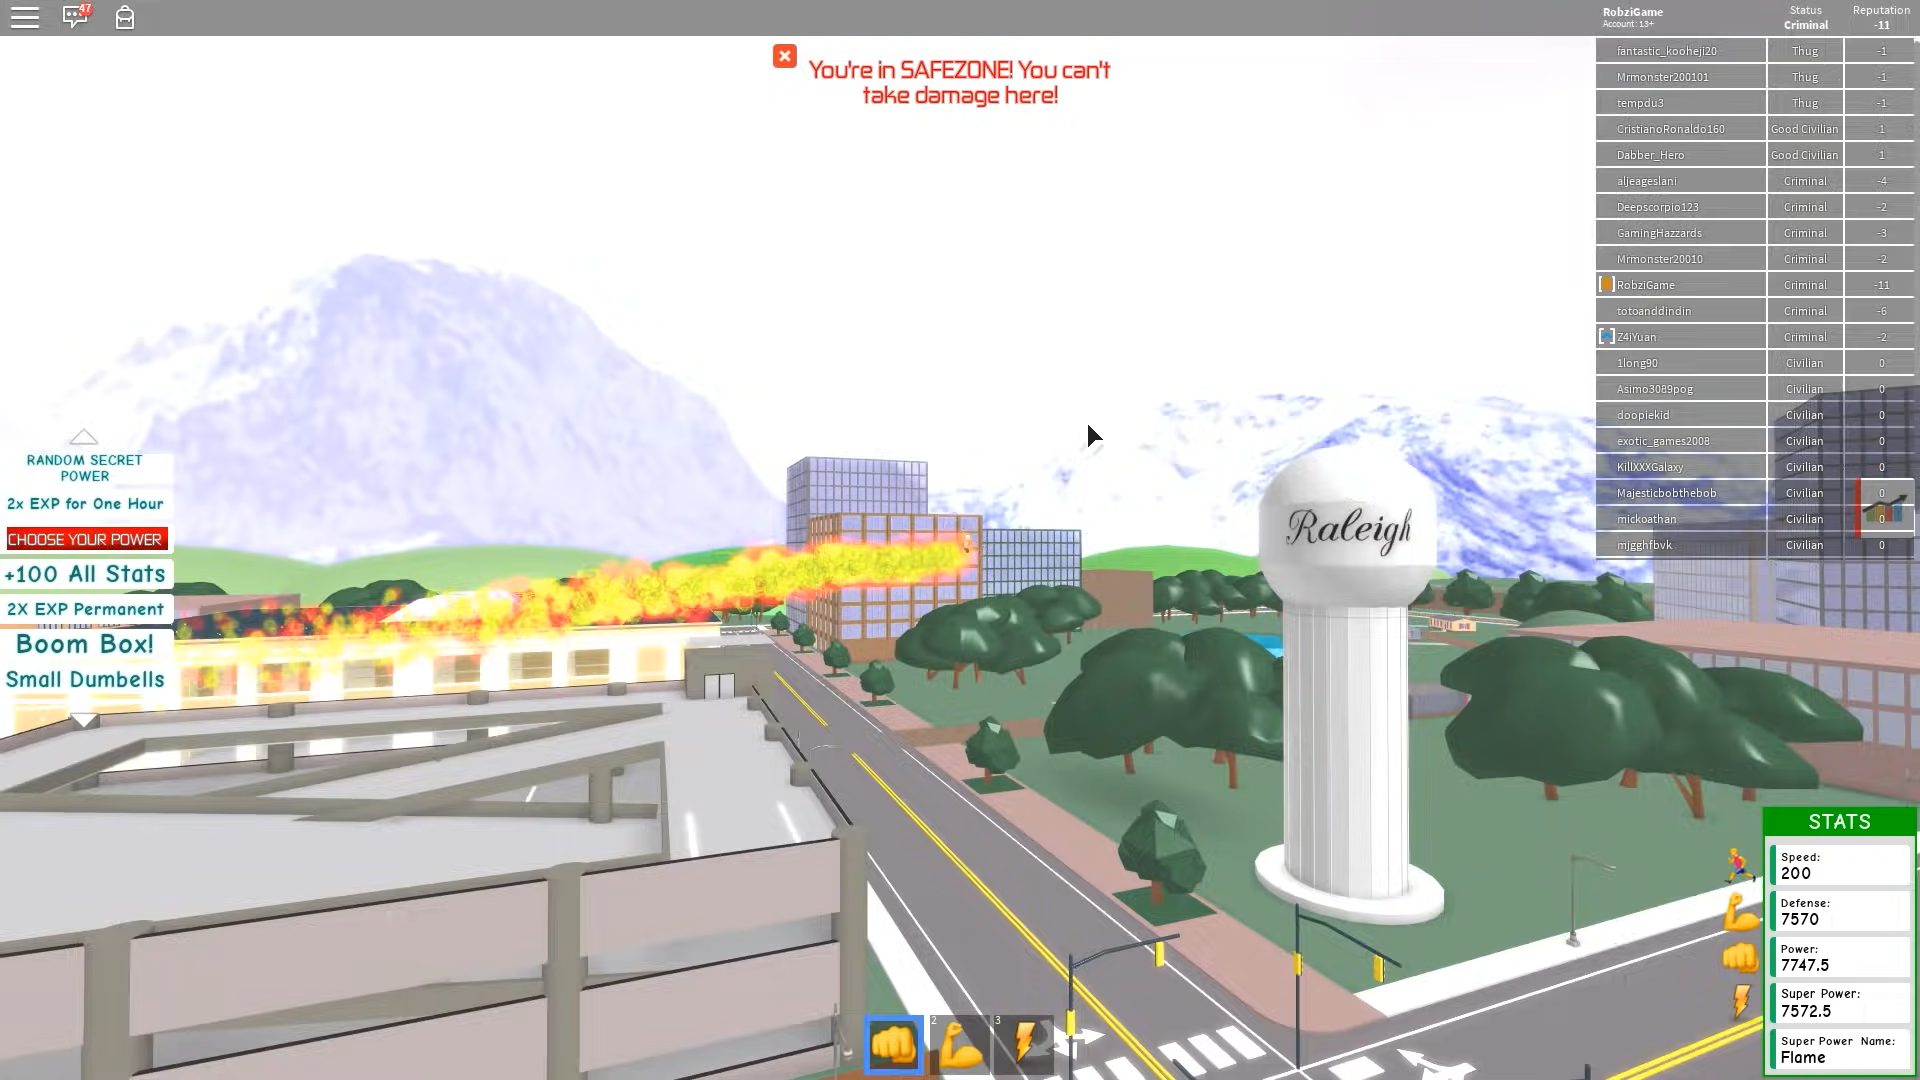 47
RobziGame
Account: 13+
Status
Criminal
Reputation
-11
You're in SAFEZONE! You can't
take damage here!
fantastic_kooheji20 Thug -1
Mrmonster200101 Thug -1
tempdu3 Thug -1
CristianoRonaldo160 Good Civilian 1
Dabber_Hero Good Civilian 1
aljeageslani Criminal -4
Deepscorpio123 Criminal -2
GamingHazzards Criminal -3
Mrmonster20010 Criminal -2
RobziGame Criminal -11
totoanddindin Criminal -6
Z4iYuan Criminal -2
1long90 Civilian 0
Asimo3089pog Civilian 0
doopiekid Civilian 0
exotic_games2008 Civilian 0
KillXXXGalaxy Civilian 0
Majesticbobthebob Civilian 0
mickoathan Civilian 0
mjgghfbvk Civilian 0
RANDOM SECRET
POWER
2x EXP for One Hour
CHOOSE YOUR POWER
+100 All Stats
2X EXP Permanent
Boom Box!
Small Dumbells
Raleigh
STATS
Speed:
200
Defense:
7570
Power:
7747.5
Super Power:
7572.5
Super Power Name:
Flame
2
3